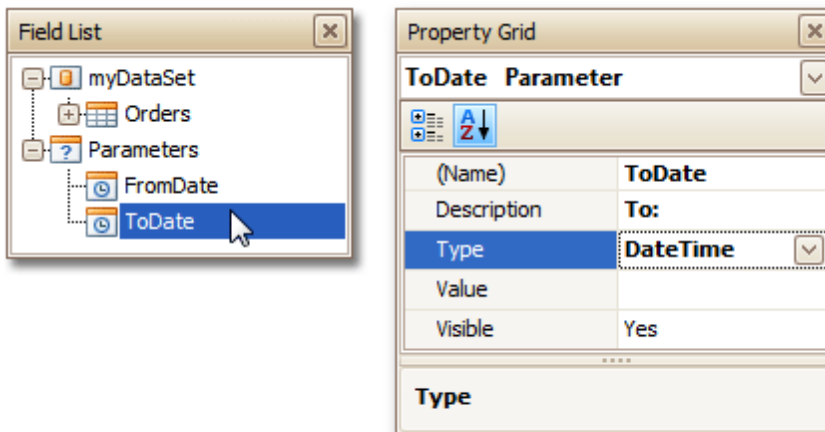 Field List
myDataSet
Orders
Parameters
FromDate
ToDate
Property Grid
ToDate Parameter
(Name) ToDate
Description To:
Type DateTime
Value
Visible Yes
Type